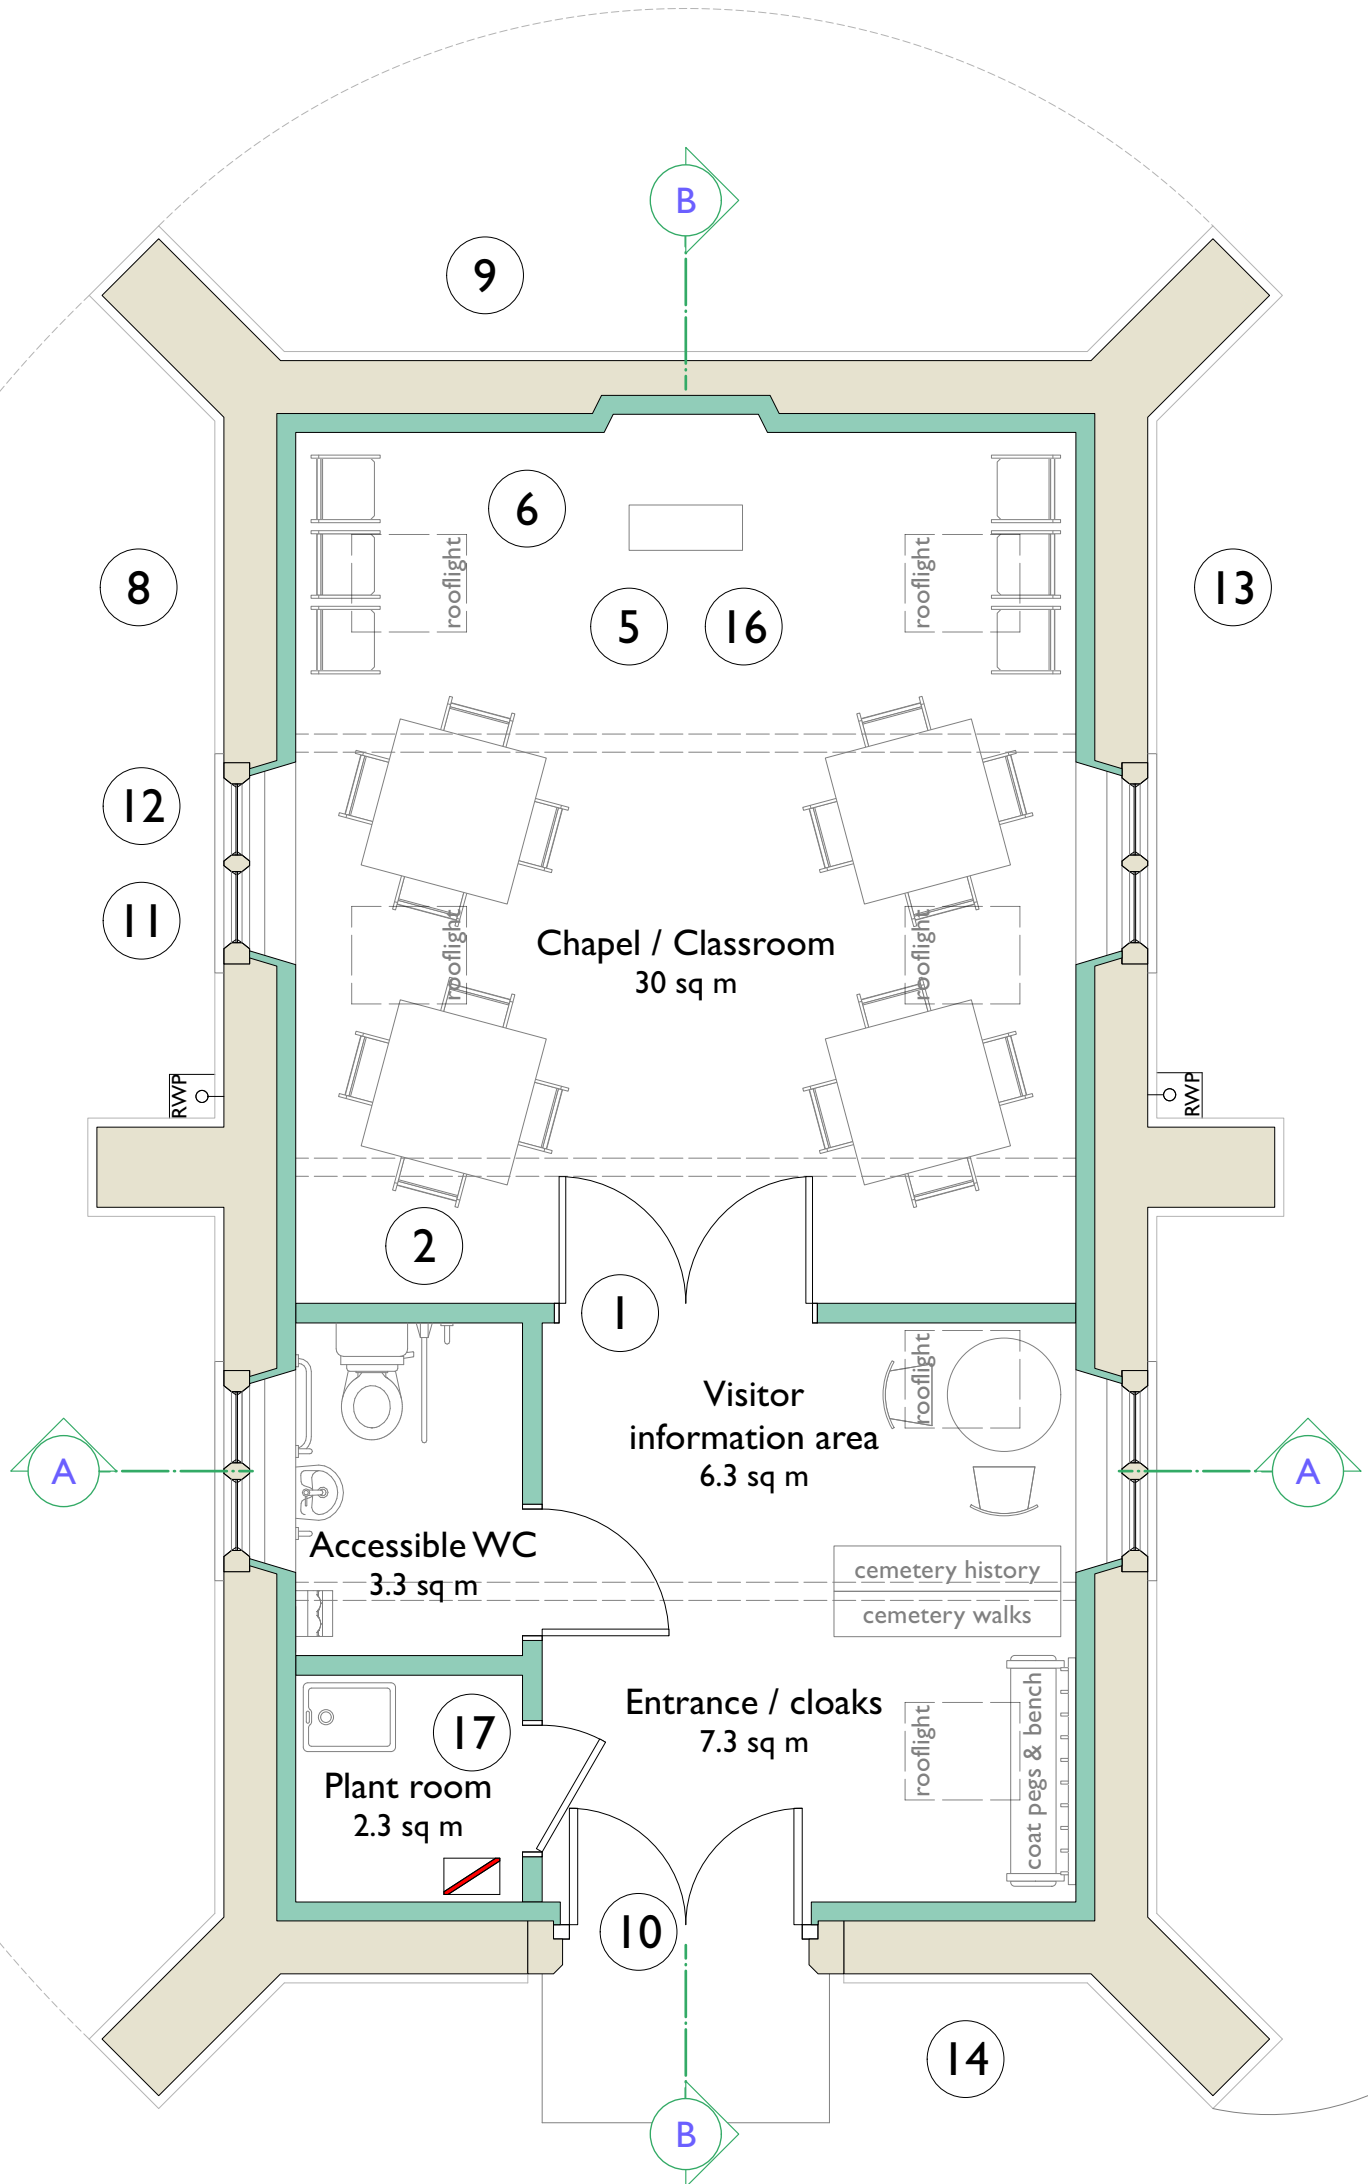 B
9
6
rooflight
rooflight
8
13
5
16
12
11
rooflight
rooflight
Chapel / Classroom
30 sq m
RWP
RWP
2
1
rooflight
Visitor
information area
6.3 sq m
A
A
Accessible WC
3.3 sq m
cemetery history
cemetery walks
Entrance / cloaks
7.3 sq m
rooflight
coat pegs & bench
17
Plant room
2.3 sq m
10
14
B